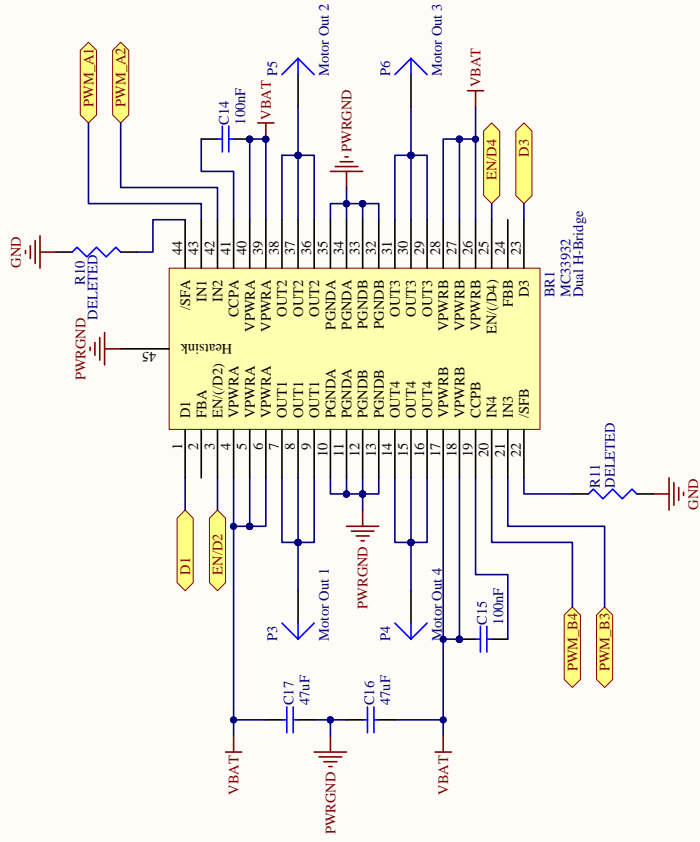 PWM_A1
PWM_A2
P5
Motor Out 2
P6
Motor Out 3
C14
100nF
VBAT
VBAT
PWRGND
EN/D4
D3
GND
R10
DELETED
PWRGND
44
43
42
41
40
39
38
37
36
35
34
33
32
31
30
29
28
27
26
25
24
23
/SFA
IN1
IN2
CCPA
VPWRA
VPWRA
OUT2
OUT2
OUT2
PGNDA
PGNDA
PGNDB
PGNDB
OUT3
OUT3
OUT3
VPWRB
VPWRB
VPWRB
EN/(/D4)
FBB
D3
BR1
MC33932
Dual H-Bridge
45
Heatsink
D1
FBA
EN/(/D2)
VPWRA
VPWRA
VPWRA
OUT1
OUT1
OUT1
PGNDA
PGNDA
PGNDB
PGNDB
OUT4
OUT4
OUT4
VPWRB
VPWRB
CCPB
IN4
IN3
/SFB
1
2
3
4
5
6
7
8
9
10
11
12
13
14
15
16
17
18
19
20
21
22
D1
EN/D2
PWRGND
R11
DELETED
GND
P3
Motor Out 1
P4
Motor Out 4
C15
100nF
PWM_B4
PWM_B3
C17
47uF
C16
47uF
VBAT
PWRGND
VBAT